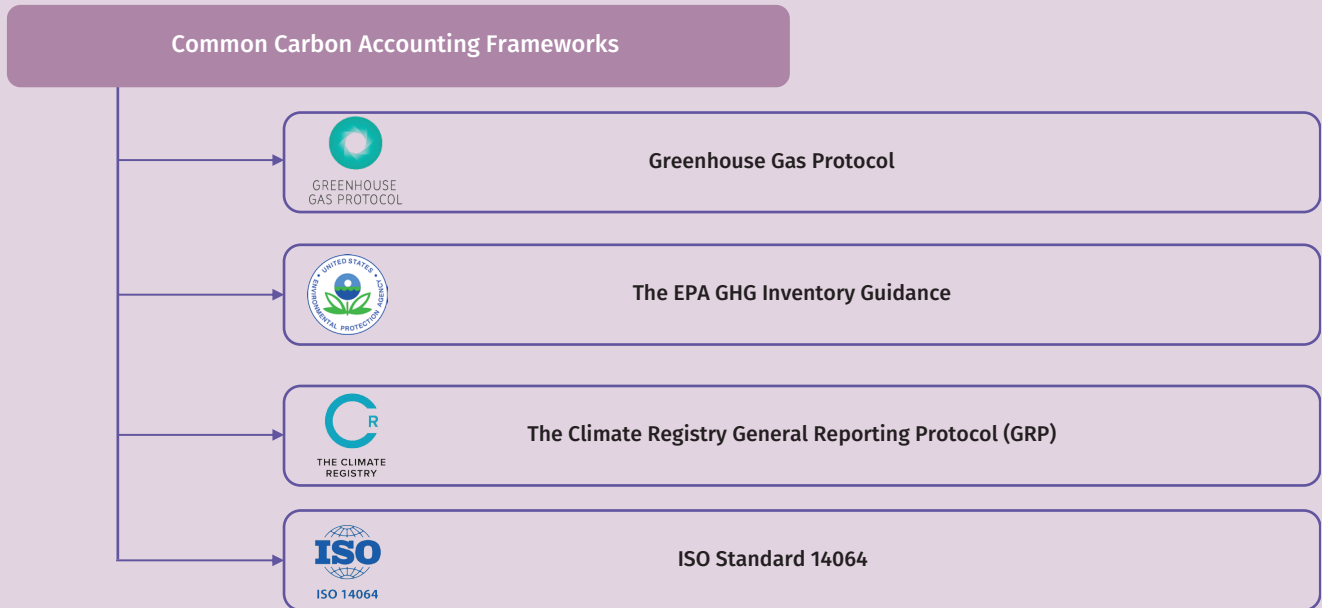 Common Carbon Accounting Frameworks
GREENHOUSE
GAS PROTOCOL
Greenhouse Gas Protocol
UNITED STATES
ENVIRONMENTAL PROTECTION AGENCY
The EPA GHG Inventory Guidance
R
THE CLIMATE
REGISTRY
The Climate Registry General Reporting Protocol (GRP)
ISO
ISO 14064
ISO Standard 14064